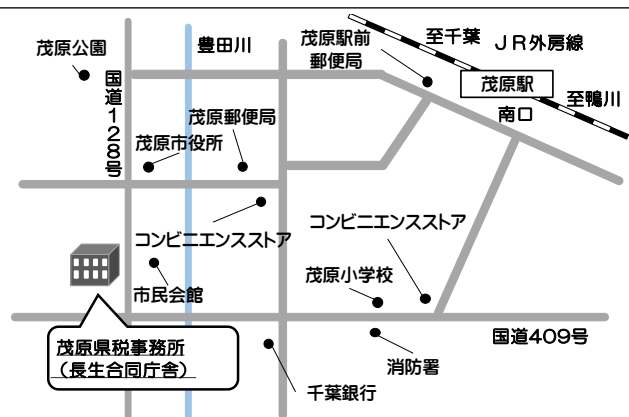 茂原公園
国道128号
豊田川
茂原駅前
郵便局
至千葉
JR外房線
茂原駅
至鴨川
南口
茂原郵便局
茂原市役所
コンビニエンスストア
コンビニエンスストア
市民会館
茂原小学校
国道409号
茂原県税事務所
(長生合同庁舎)
千葉銀行
消防署